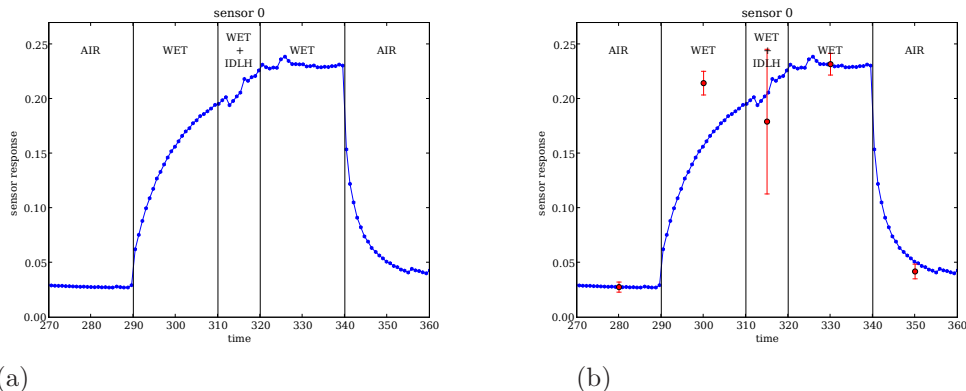 sensor 0
AIR
WET
WET
+
IDLH
WET
AIR
0.25
0.20
0.15
0.10
0.05
0.00
sensor response
270 280 290 300 310 320 330 340 350 360
time
(a)
sensor 0
AIR
WET
WET
+
IDLH
WET
AIR
0.25
0.20
0.15
0.10
0.05
0.00
sensor response
270 280 290 300 310 320 330 340 350 360
time
(b)